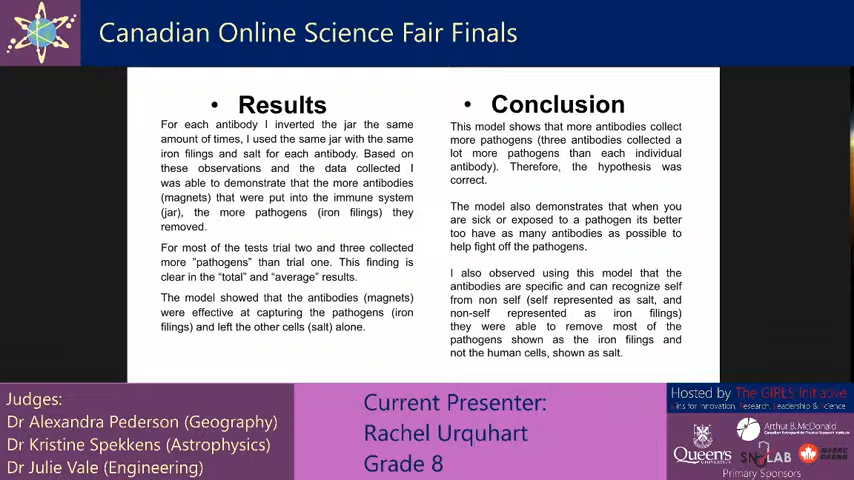 Canadian Online Science Fair Finals
• Results
For each antibody I inverted the jar the same
amount of times, I used the same jar with the same
iron filings and salt for each antibody. Based on
these observations and the data collected I
was able to demonstrate that the more antibodies
(magnets) that were put into the immune system
(jar), the more pathogens (iron filings) they
removed.
For most of the tests trial two and three collected
more "pathogens" than trial one. This finding is
clear in the "total" and "average" results.
The model showed that the antibodies (magnets)
were effective at capturing the pathogens (iron
filings) and left the other cells (salt) alone.
• Conclusion
This model shows that more antibodies collect
more pathogens (three antibodies collected a
lot more pathogens than each individual
antibody). Therefore, the hypothesis was
correct.
The model also demonstrates that when you
are sick or exposed to a pathogen its better
too have as many antibodies as possible to
help fight off the pathogens.
I also observed using this model that the
antibodies are specific and can recognize self
from non self (self represented as salt, and
non-self represented as iron filings)
they were able to remove most of the
pathogens shown as the iron filings and
not the human cells, shown as salt.
Judges:
Dr Alexandra Pederson (Geography)
Dr Kristine Spekkens (Astrophysics)
Dr Julie Vale (Engineering)
Current Presenter:
Rachel Urquhart
Grade 8
Hosted by The GIRLS Initiative
Girls for Innovation, Research, Leadership & Science
Arthur B. McDonald
Queen's
SNOLAB
Primary Sponsors